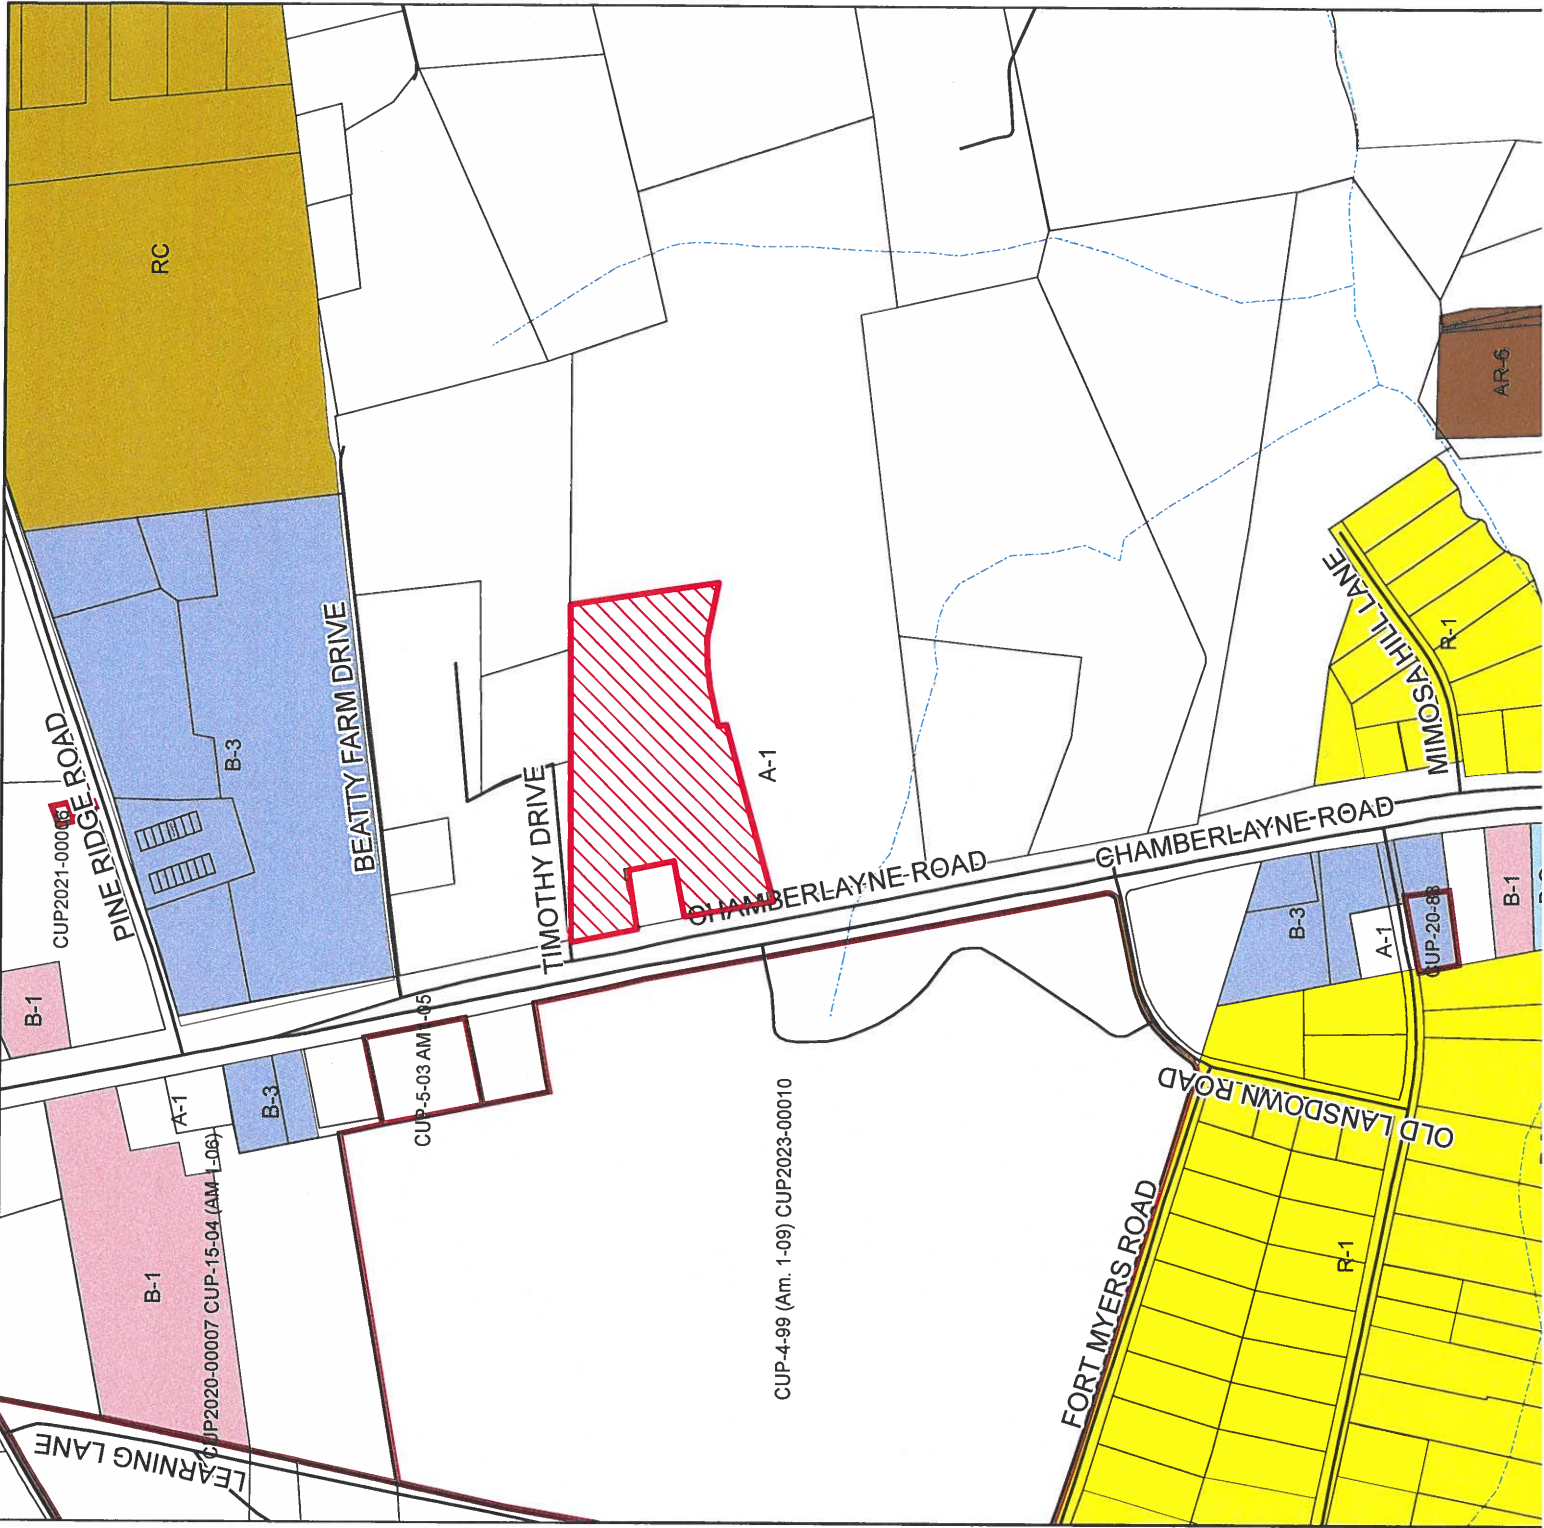 RC
PINE RIDGE ROAD
CUP2021-00006
B-3
BEATTY FARM DRIVE
TIMOTHY DRIVE
A-1
CHAMBERLAYNE ROAD
CHAMBERLAYNE ROAD
AR-6
MIMOSA HILL LANE
R-1
B-1
B-3
A-1
CUP-20-88
B-1
B-1
A-1
B-3
CUP-5-03 AM 1-05
CUP2020-00007 CUP-15-04 (AM 1-06)
LEARNING LANE
CUP-4-99 (Am. 1-09) CUP2023-00010
OLD LANSDOWN ROAD
FORT MYERS ROAD
R-1